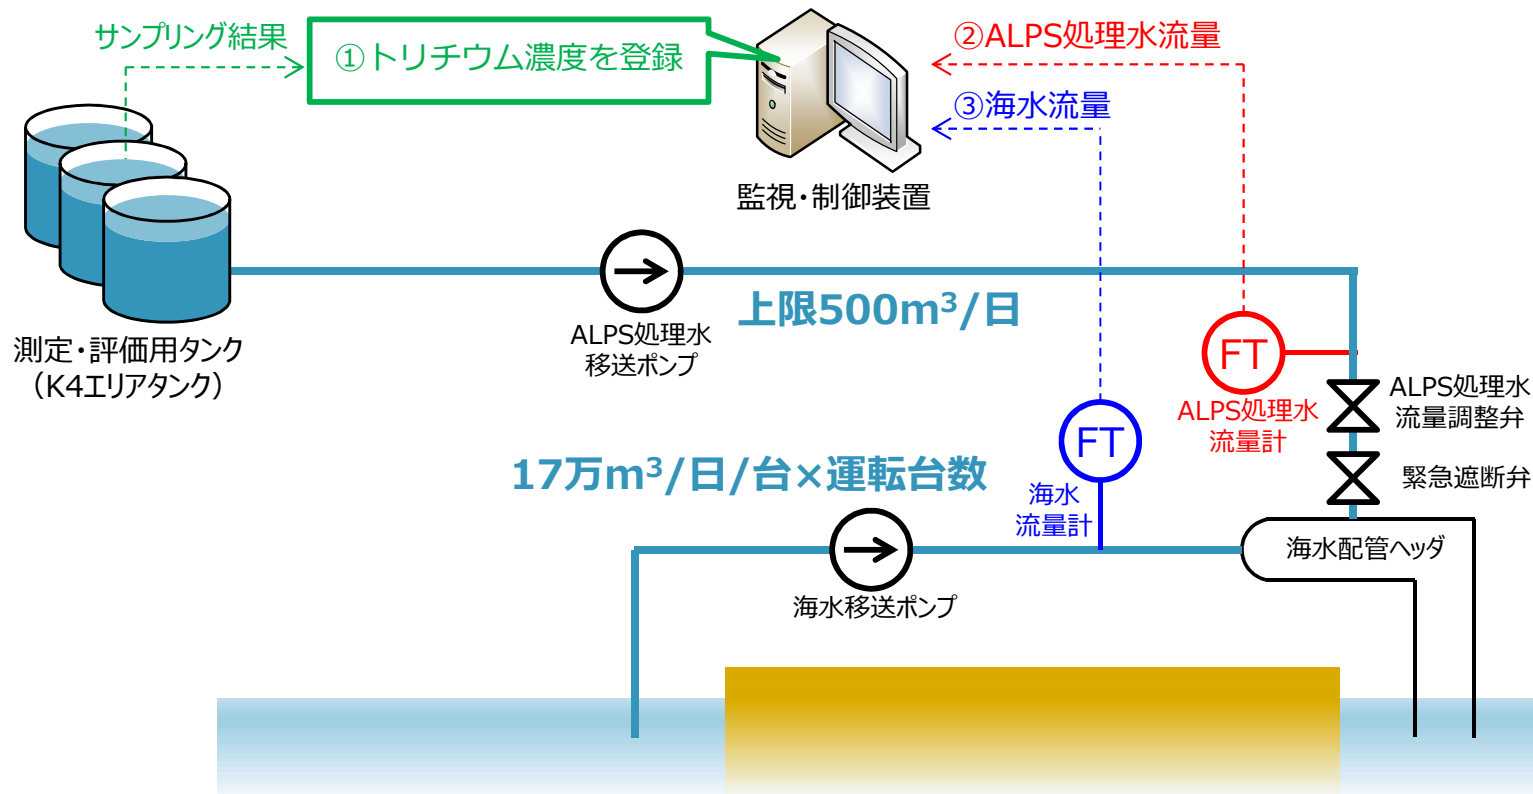 サンプリング結果
①トリチウム濃度を登録
②ALPS処理水流量
③海水流量
監視・制御装置
上限500m³/日
ALPS処理水
移送ポンプ
測定・評価用タンク
（K4エリアタンク）
FT
ALPS処理水
流量計
ALPS処理水
流量調整弁
FT
海水
流量計
17万m³/日/台×運転台数
緊急遮断弁
海水配管ヘッダ
海水移送ポンプ